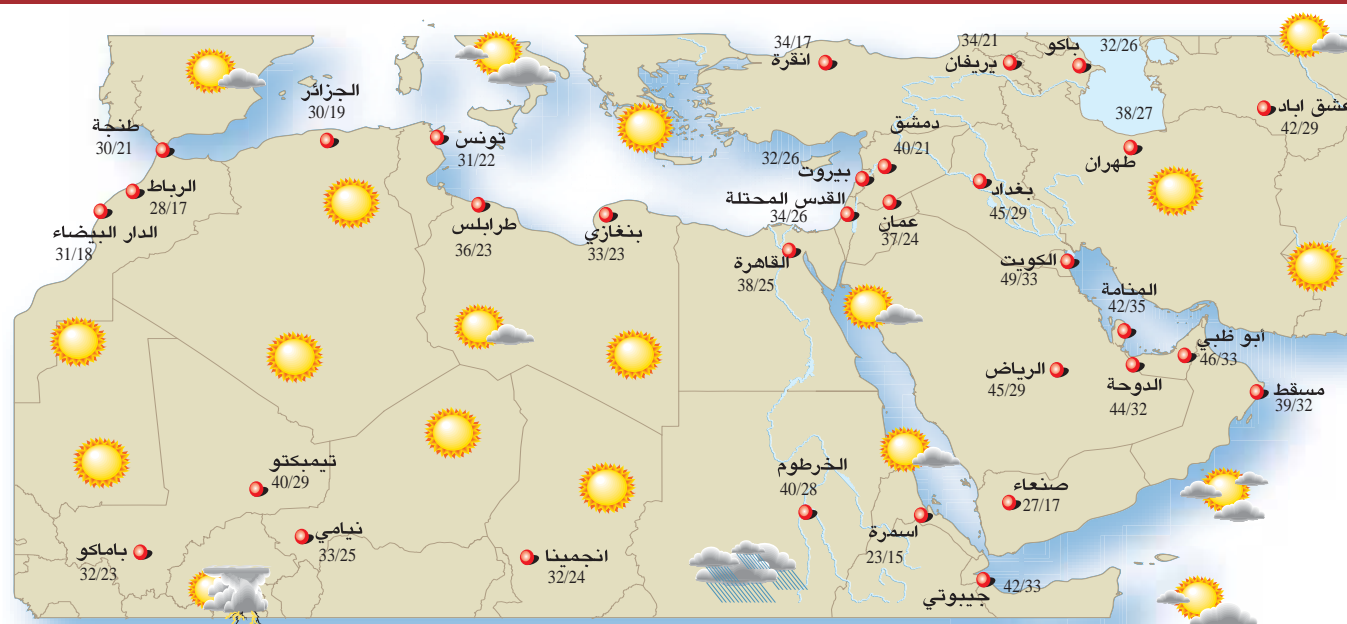 34/17
انقرة
34/21
يريفان
باكو
32/26
عشق اباد
42/29
38/27
طهران
الجزائر
30/19
طنجة
30/21
تونس
31/22
دمشق
40/21
32/26
بيروت
بغداد
45/29
الرباط
28/17
القدس المحتلة
34/26
عمان
37/24
الدار البيضاء
31/18
طرابلس
36/23
بنغازي
33/23
القاهرة
38/25
الكويت
49/33
المنامة
42/35
أبو ظبي
46/33
الرياض
45/29
الدوحة
44/32
مسقط
39/32
تيمبكتو
40/29
الخرطوم
40/28
صنعاء
27/17
اسمرة
23/15
نيامي
33/25
باماكو
32/23
انجمينا
32/24
42/33
جيبوتي